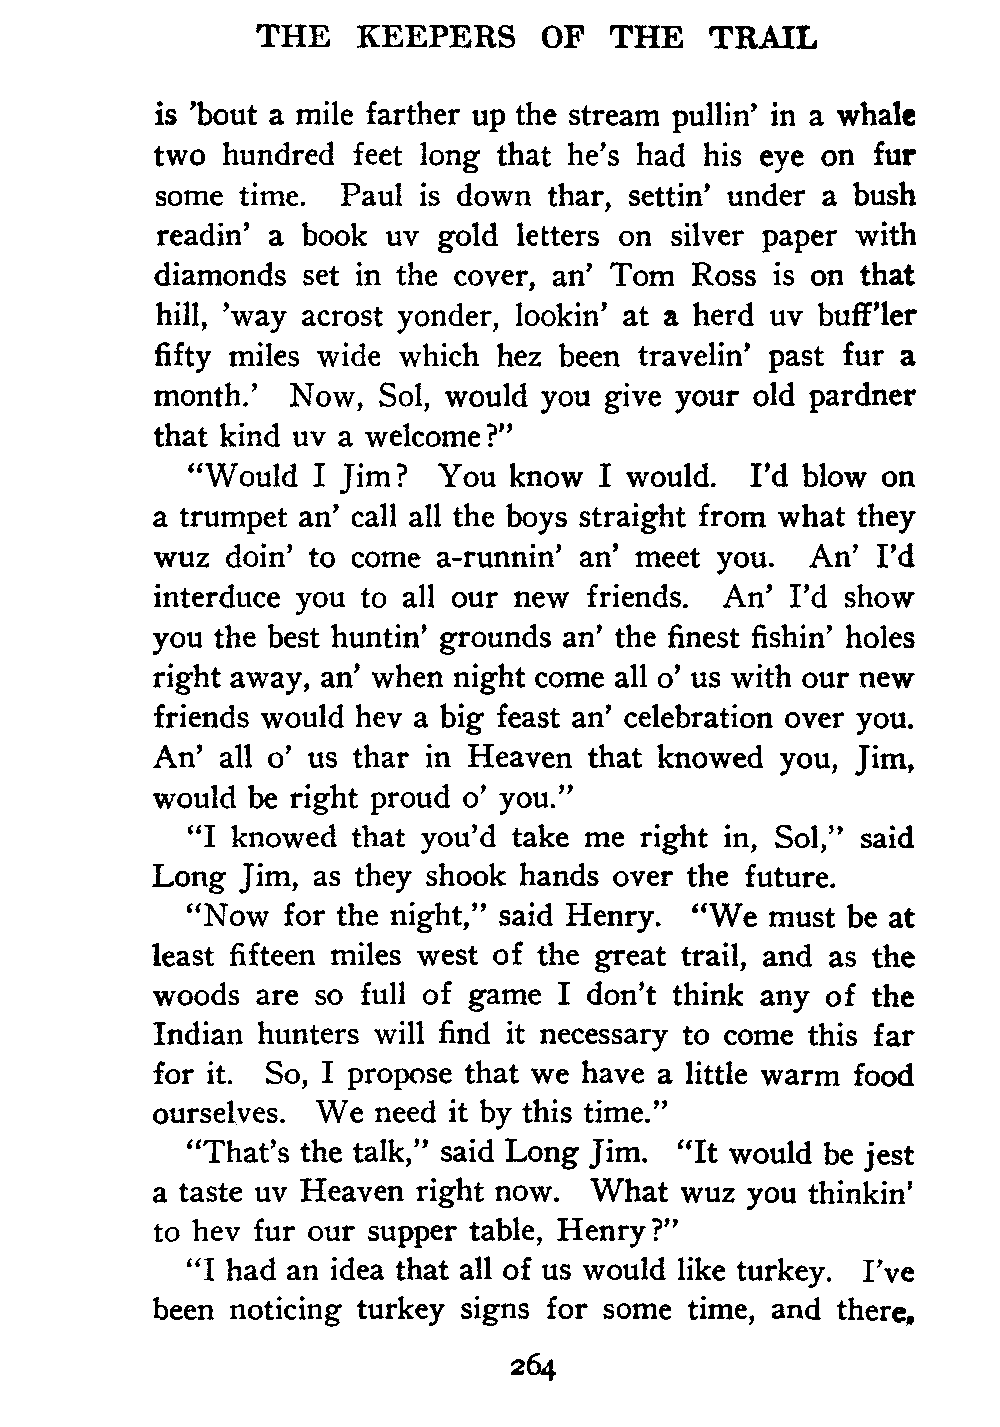 THE KEEPERS OF THE TRAIL
is 'bout a mile farther up the stream pullin' in a whale
two hundred feet long that he's had his eye on fur
some time. Paul is down thar, settin' under a bush
readin' a book uv gold letters on silver paper with
diamonds set in the cover, an' Tom Ross is on that
hill, 'way acrost yonder, lookin' at a herd uv buff'ler
fifty miles wide which hez been travelin' past fur a
month.' Now, Sol, would you give your old pardner
that kind uv a welcome?"
"Would I Jim? You know I would. I'd blow on
a trumpet an' call all the boys straight from what they
wuz doin' to come a-runnin' an' meet you. An' I'd
interduce you to all our new friends. An' I'd show
you the best huntin' grounds an' the finest fishin' holes
right away, an' when night come all o' us with our new
friends would hev a big feast an' celebration over you.
An' all o' us thar in Heaven that knowed you, Jim,
would be right proud o' you."
"I knowed that you'd take me right in, Sol," said
Long Jim, as they shook hands over the future.
"Now for the night," said Henry. "We must be at
least fifteen miles west of the great trail, and as the
woods are so full of game I don't think any of the
Indian hunters will find it necessary to come this far
for it. So, I propose that we have a little warm food
ourselves. We need it by this time."
"That's the talk," said Long Jim. "It would be jest
a taste uv Heaven right now. What wuz you thinkin'
to hev fur our supper table, Henry?"
"I had an idea that all of us would like turkey. I've
been noticing turkey signs for some time, and there,
264